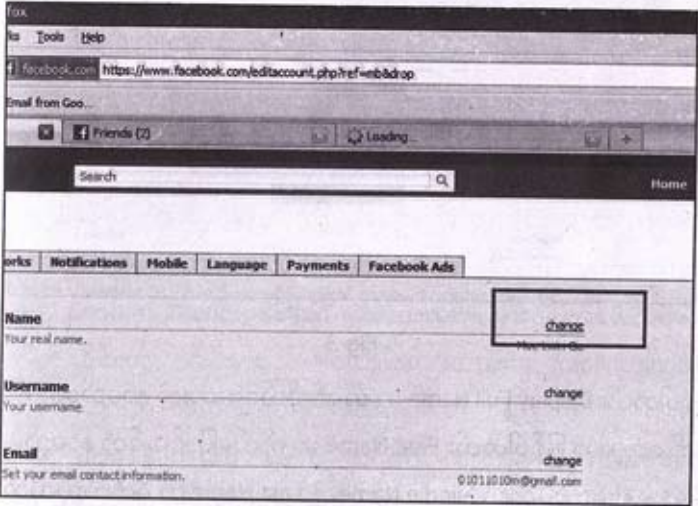 fox
ks Tools Help
facebook.com https://www.facebook.com/editaccount.php?ref=mb&drop
Email from Goo...
Friends (2) Loading...
Search
Home
orks Notifications Mobile Language Payments Facebook Ads
Name change
Your real name.
Username change
Your username
Email change
Set your email contact information. 01011010m@gmail.com